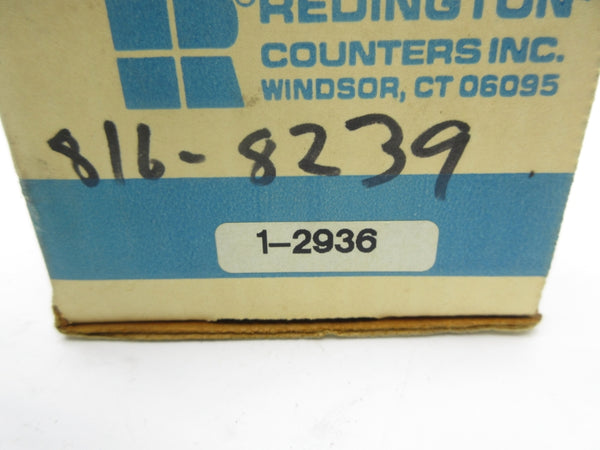 REDINGTON®
COUNTERS INC.
WINDSOR, CT 06095
816-8239
1-2936